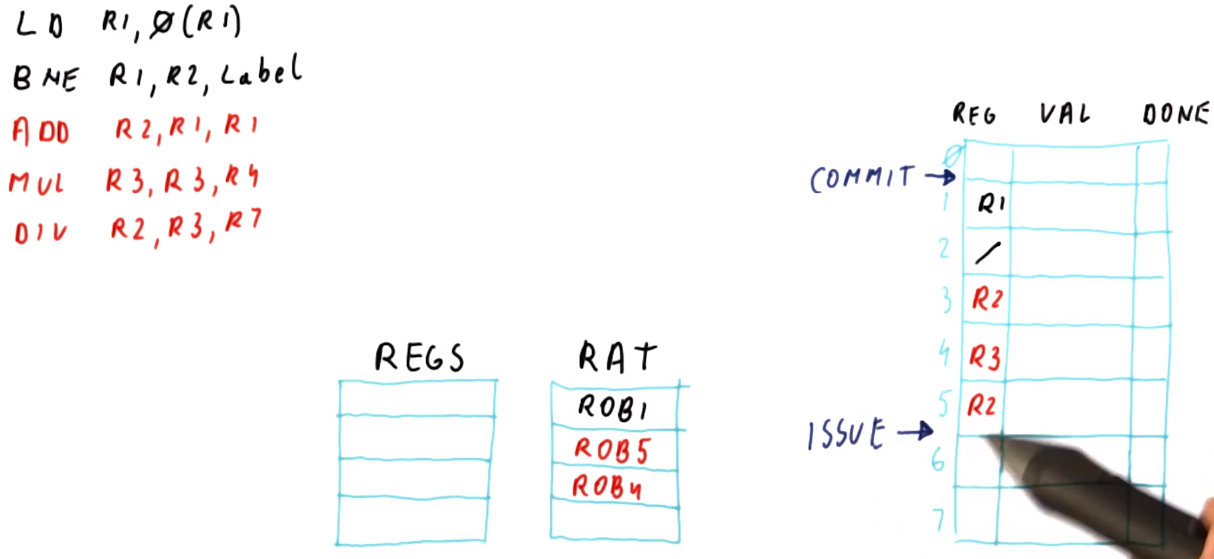 LD R1, Ø(R1)
BNE R1, R2, Label
ADD R2, R1, R1
MUL R3, R3, R4
DIV R2, R3, R7
REG VAL DONE
Ø
COMMIT →
1 R1
2 /
3 R2
4 R3
5 R2
ISSUE →
6
7
REGS RAT
ROB1
ROB5
ROB4